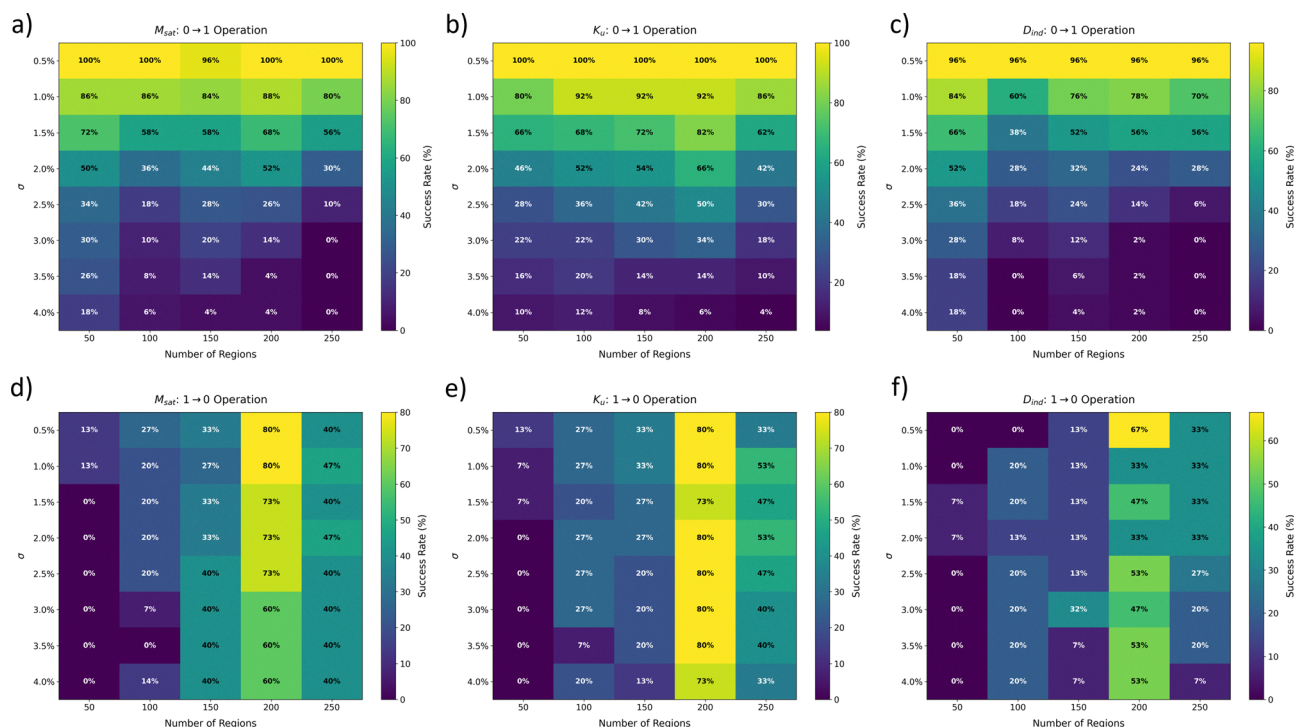 a)
M_sat: 0→1 Operation
0.5% 100% 100% 96% 100% 100%
1.0% 86% 86% 84% 88% 80%
1.5% 72% 58% 58% 68% 56%
2.0% 50% 36% 44% 52% 30%
2.5% 34% 18% 28% 26% 10%
3.0% 30% 10% 20% 14% 0%
3.5% 26% 8% 14% 4% 0%
4.0% 18% 6% 4% 4% 0%
50 100 150 200 250
Number of Regions
σ
100
80
60
40
20
0
Success Rate (%)
b)
K_u: 0→1 Operation
0.5% 100% 100% 100% 100% 100%
1.0% 80% 92% 92% 92% 86%
1.5% 66% 68% 72% 82% 62%
2.0% 46% 52% 54% 66% 42%
2.5% 28% 36% 42% 50% 30%
3.0% 22% 22% 30% 34% 18%
3.5% 16% 20% 14% 14% 10%
4.0% 10% 12% 8% 6% 4%
50 100 150 200 250
Number of Regions
σ
100
80
60
40
20
Success Rate (%)
c)
D_ind: 0→1 Operation
0.5% 96% 96% 96% 96% 96%
1.0% 84% 60% 76% 78% 70%
1.5% 66% 38% 52% 56% 56%
2.0% 52% 28% 32% 24% 28%
2.5% 36% 18% 24% 14% 6%
3.0% 28% 8% 12% 2% 0%
3.5% 18% 0% 6% 2% 0%
4.0% 18% 0% 4% 2% 0%
50 100 150 200 250
Number of Regions
σ
80
60
40
20
0
Success Rate (%)
d)
M_sat: 1→0 Operation
0.5% 13% 27% 33% 80% 40%
1.0% 13% 20% 27% 80% 47%
1.5% 0% 20% 33% 73% 40%
2.0% 0% 20% 33% 73% 47%
2.5% 0% 20% 40% 73% 40%
3.0% 0% 7% 40% 60% 40%
3.5% 0% 0% 40% 60% 40%
4.0% 0% 14% 40% 60% 40%
50 100 150 200 250
Number of Regions
σ
80
70
60
50
40
30
20
10
0
Success Rate (%)
e)
K_u: 1→0 Operation
0.5% 13% 27% 33% 80% 33%
1.0% 7% 27% 33% 80% 53%
1.5% 7% 20% 27% 73% 47%
2.0% 0% 27% 27% 80% 53%
2.5% 0% 27% 20% 80% 47%
3.0% 0% 27% 20% 80% 40%
3.5% 0% 7% 20% 80% 40%
4.0% 0% 20% 13% 73% 33%
50 100 150 200 250
Number of Regions
σ
80
70
60
50
40
30
20
10
0
Success Rate (%)
f)
D_ind: 1→0 Operation
0.5% 0% 0% 13% 67% 33%
1.0% 0% 20% 13% 33% 33%
1.5% 7% 20% 13% 47% 33%
2.0% 7% 13% 13% 33% 33%
2.5% 0% 20% 13% 53% 27%
3.0% 0% 20% 32% 47% 20%
3.5% 0% 20% 7% 53% 20%
4.0% 0% 20% 7% 53% 7%
50 100 150 200 250
Number of Regions
σ
60
50
40
30
20
10
0
Success Rate (%)